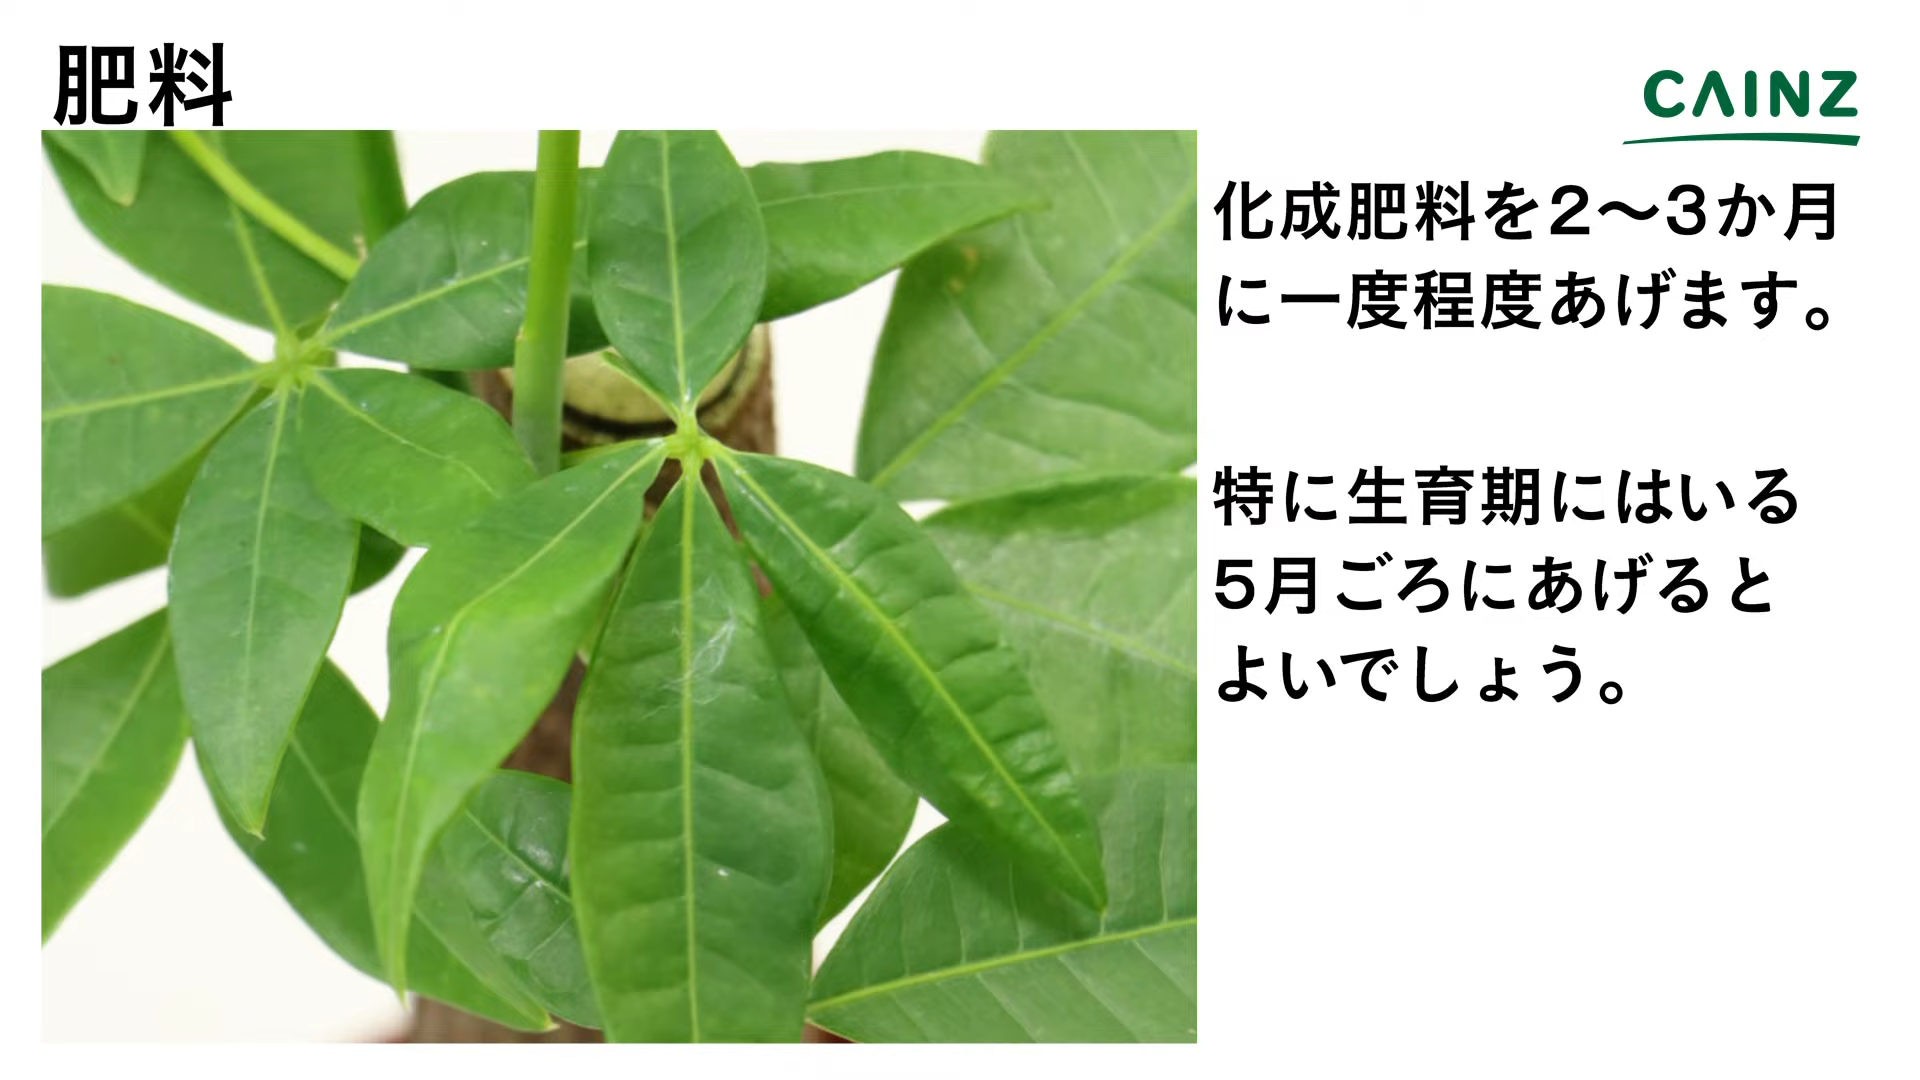 肥料
CAINZ
化成肥料を2〜3か月
に一度程度あげます。
特に生育期にはいる
5月ごろにあげると
よいでしょう。